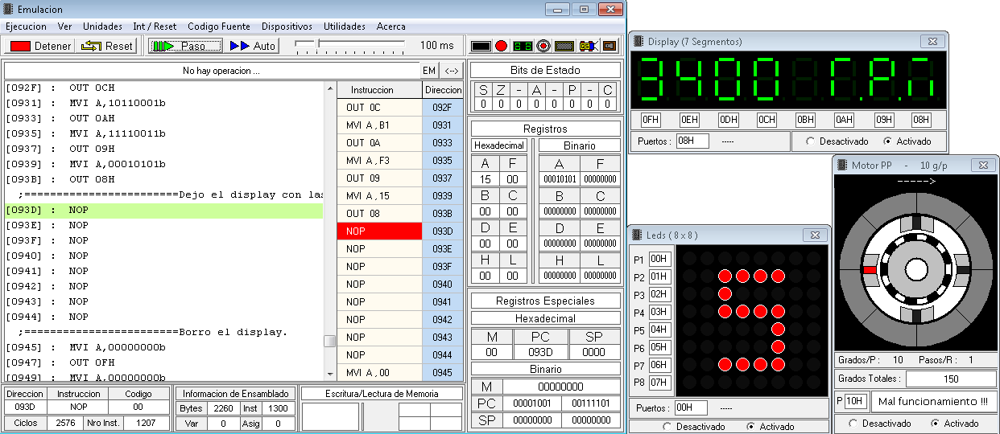 Emulacion
Ejecucion Ver Unidades Int / Reset Codigo Fuente Dispositivos Utilidades Acerca
Detener Reset Paso Auto 100 ms
No hay operacion ... EM <-->
[092F] : OUT 0CH
[0931] : MVI A,10110001b
[0933] : OUT 0AH
[0935] : MVI A,11110011b
[0937] : OUT 09H
[0939] : MVI A,00010101b
[093B] : OUT 08H
;========================Dejo el display con las
[093D] : NOP
[093E] : NOP
[093F] : NOP
[0940] : NOP
[0941] : NOP
[0942] : NOP
[0943] : NOP
[0944] : NOP
;========================Borro el display.
[0945] : MVI A,00000000b
[0947] : OUT 0FH
[0949] : MVI A,00000000b
Instruccion Direccion
OUT 0C 092F
MVI A,B1 0931
OUT 0A 0933
MVI A,F3 0935
OUT 09 0937
MVI A,15 0939
OUT 08 093B
NOP 093D
NOP 093E
NOP 093F
NOP 0940
NOP 0941
NOP 0942
NOP 0943
NOP 0944
MVI A,00 0945
Direccion Instruccion Codigo
093D NOP 00
Ciclos 2576 Nro Inst. 1207
Informacion de Ensamblado
Bytes 2260 Inst 1300
Var 0 Asig 0
Escritura/Lectura de Memoria
Bits de Estado
S Z - A - P - C
0 0 0 0 0 0 0 0
Registros
Hexadecimal Binario
A F A F
15 00 00010101 00000000
B C B C
00 00 00000000 00000000
D E D E
00 00 00000000 00000000
H L H L
00 00 00000000 00000000
Registros Especiales
Hexadecimal
M PC SP
00 093D 0000
Binario
M 00000000
PC 00001001 00111101
SP 00000000 00000000
Display (7 Segmentos)
3400 r.P.n
0FH 0EH 0DH 0CH 0BH 0AH 09H 08H
Puertos : 08H ----- Desactivado Activado
Leds ( 8 x 8 )
P1 00H
P2 01H
P3 02H
P4 03H
P5 04H
P6 05H
P7 06H
P8 07H
Puertos : 00H -----
Desactivado Activado
Motor PP - 10 g/p
----->
Grados/P : 10 Pasos/R : 1
Grados Totales : 150
P 10H Mal funcionamiento !!!
Desactivado Activado